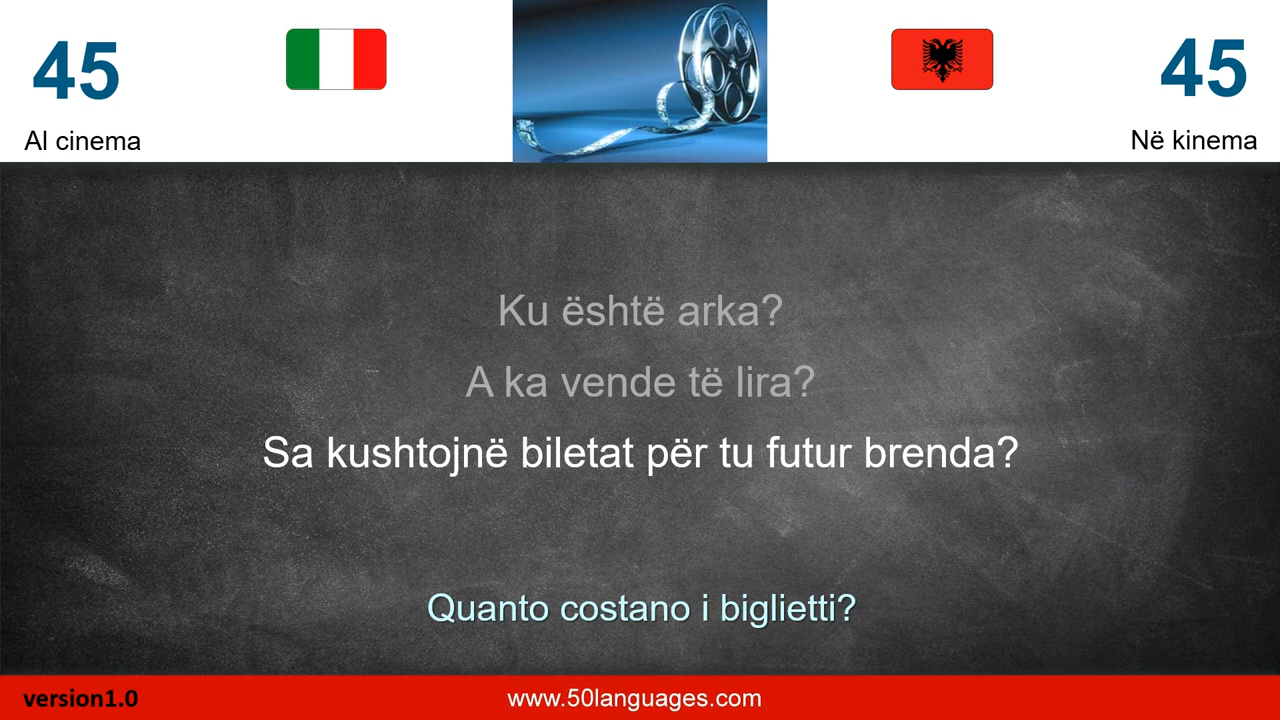 45
45
Al cinema
Në kinema
Ku është arka?
A ka vende të lira?
Sa kushtojnë biletat për tu futur brenda?
Quanto costano i biglietti?
version1.0
www.50languages.com